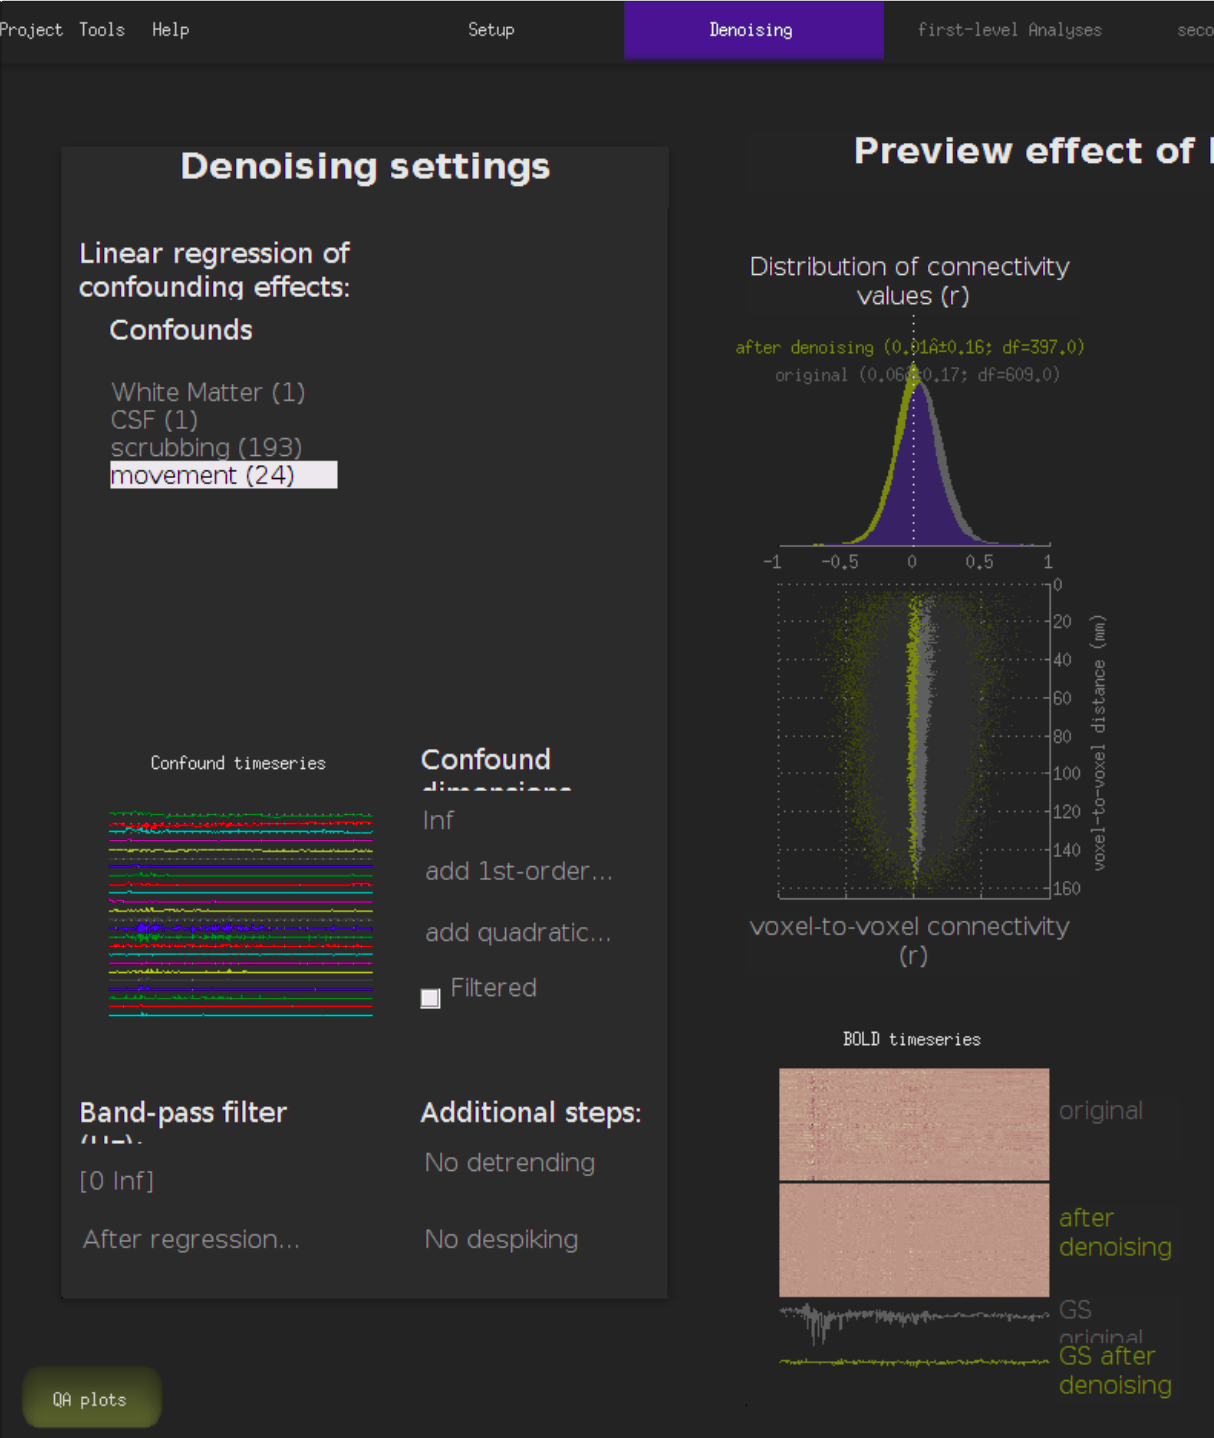 Project Tools Help Setup Denoising first-level Analyses seco
Denoising settings
Linear regression of
confounding effects:
Confounds
White Matter (1)
CSF (1)
scrubbing (193)
movement (24)
Confound timeseries
Confound
dimensions
Inf
add 1st-order...
add quadratic...
Filtered
Band-pass filter
(Hz):
[0 Inf]
After regression...
Additional steps:
No detrending
No despiking
QA plots
Preview effect of
Distribution of connectivity
values (r)
after denoising (0.01Â±0.16; df=397.0)
original (0.06Â±0.17; df=609.0)
-1 -0.5 0 0.5 1
0
20
40
60
80
100
120
140
160
voxel-to-voxel distance (mm)
voxel-to-voxel connectivity
(r)
BOLD timeseries
original
after
denoising
GS
original
GS after
denoising